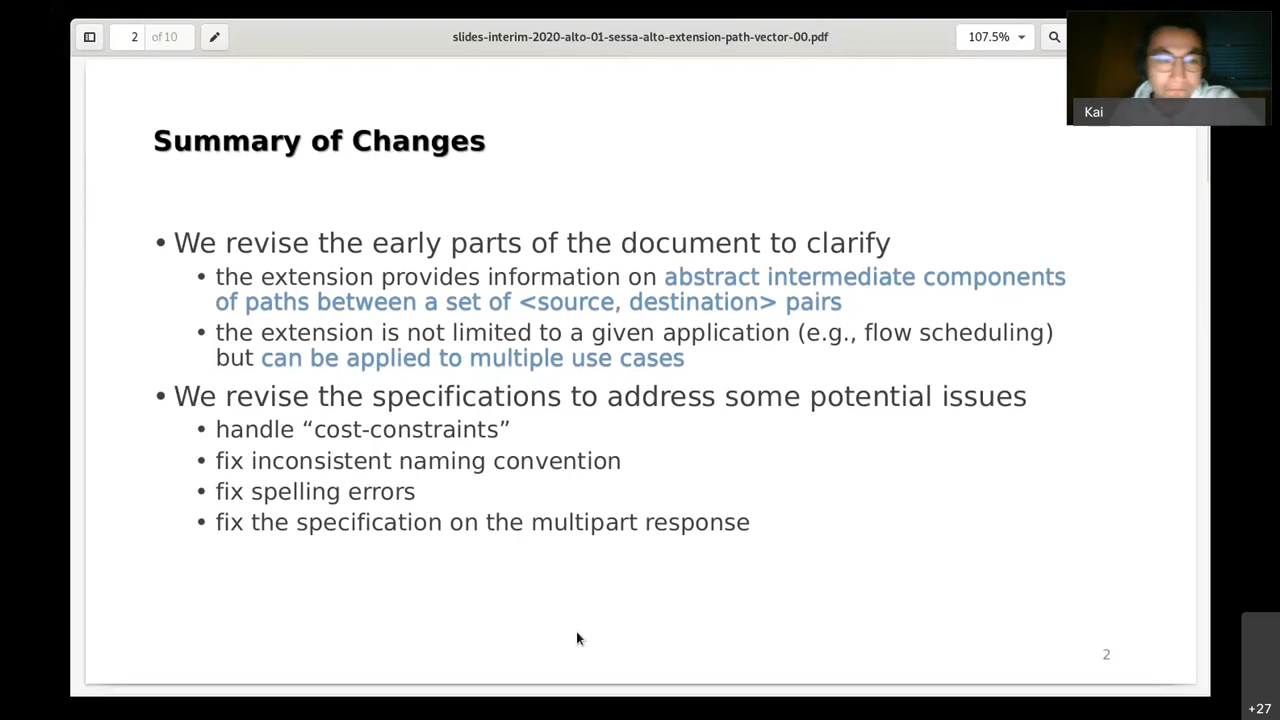 2 of 10
slides-interim-2020-alto-01-sessa-alto-extension-path-vector-00.pdf
107.5%
Kai
Summary of Changes
• We revise the early parts of the document to clarify
• the extension provides information on abstract intermediate components
of paths between a set of <source, destination> pairs
• the extension is not limited to a given application (e.g., flow scheduling)
but can be applied to multiple use cases
• We revise the specifications to address some potential issues
• handle “cost-constraints”
• fix inconsistent naming convention
• fix spelling errors
• fix the specification on the multipart response
2
+27